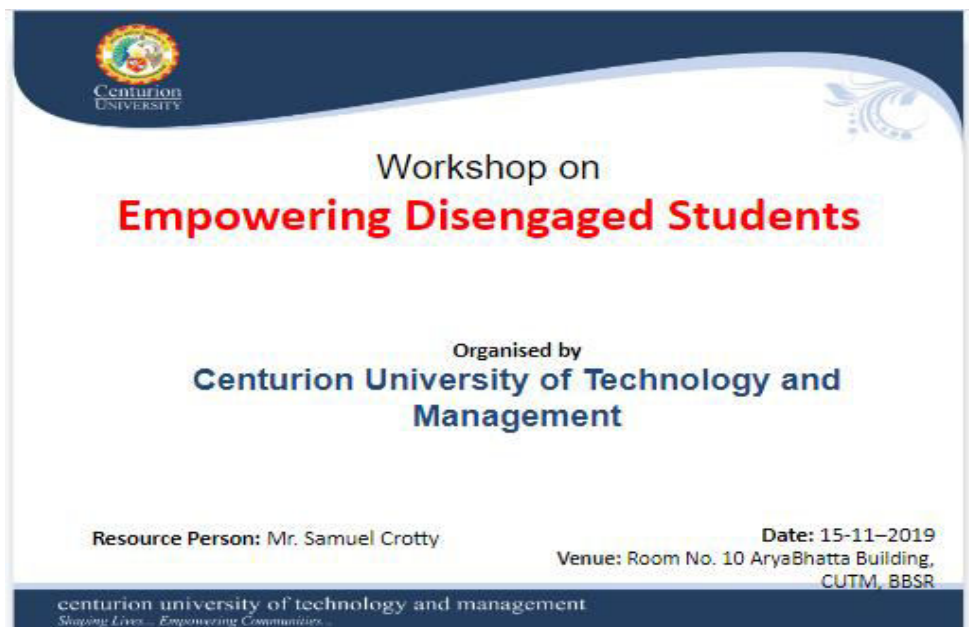 Centurion
UNIVERSITY
Workshop on
Empowering Disengaged Students
Organised by
Centurion University of Technology and
Management
Resource Person: Mr. Samuel Crotty
Date: 15-11–2019
Venue: Room No. 10 AryaBhatta Building,
CUTM, BBSR
centurion university of technology and management
Shaping Lives... Empowering Communities...